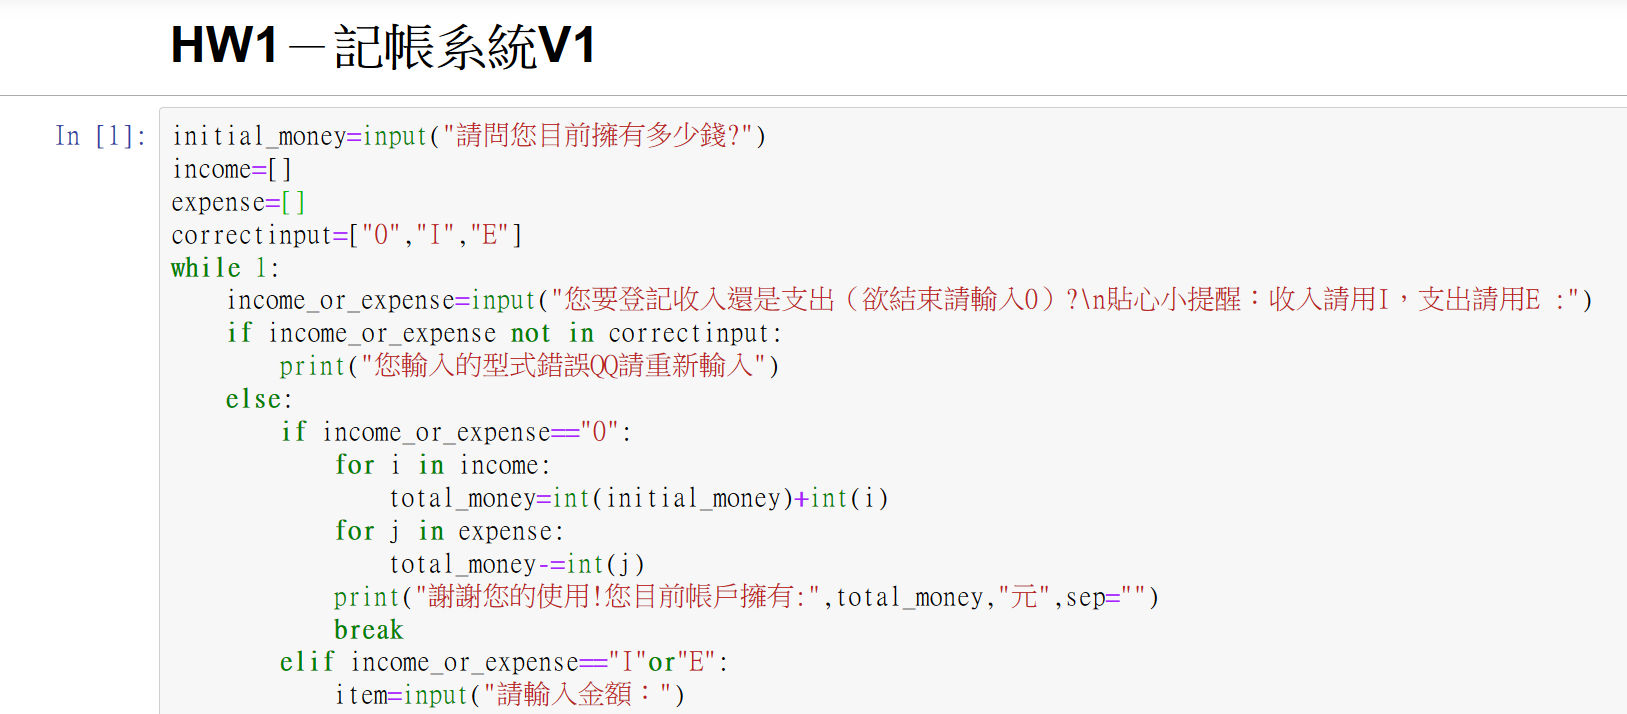 HW1－記帳系統V1
In [1]: initial_money=input("請問您目前擁有多少錢?")
income=[]
expense=[]
correctinput=["0","I","E"]
while 1:
    income_or_expense=input("您要登記收入還是支出（欲結束請輸入0）?\n貼心小提醒：收入請用I，支出請用E :")
    if income_or_expense not in correctinput:
        print("您輸入的型式錯誤QQ請重新輸入")
    else:
        if income_or_expense=="0":
            for i in income:
                total_money=int(initial_money)+int(i)
            for j in expense:
                total_money-=int(j)
            print("謝謝您的使用!您目前帳戶擁有:",total_money,"元",sep="")
            break
        elif income_or_expense=="I"or"E":
            item=input("請輸入金額：")